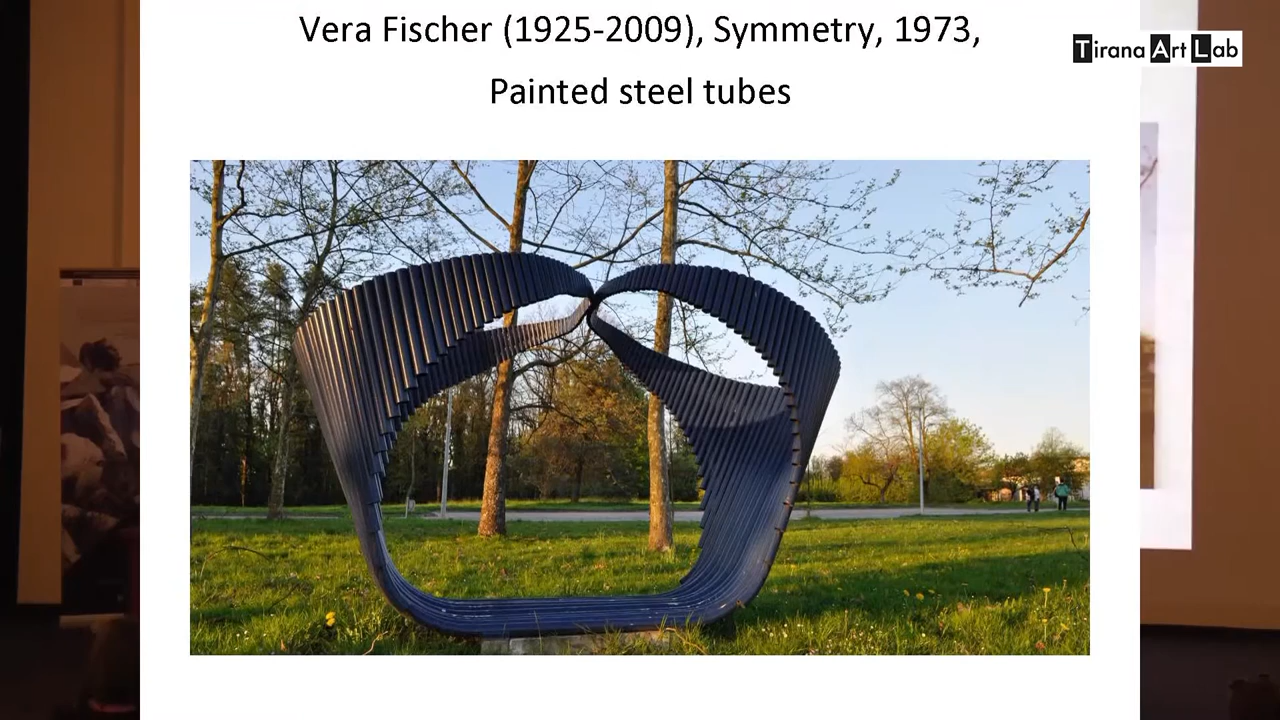 Vera Fischer (1925-2009), Symmetry, 1973,
Painted steel tubes
Tirana Art Lab